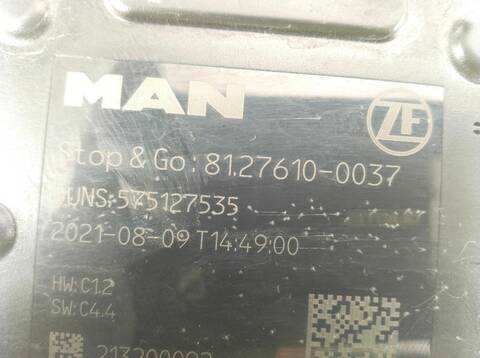 MAN
ZF
Stop & Go: 81.27610-0037
DUNS: 575127535
2021-08-09 T14:49:00
HW: C1.2
SW: C4.4